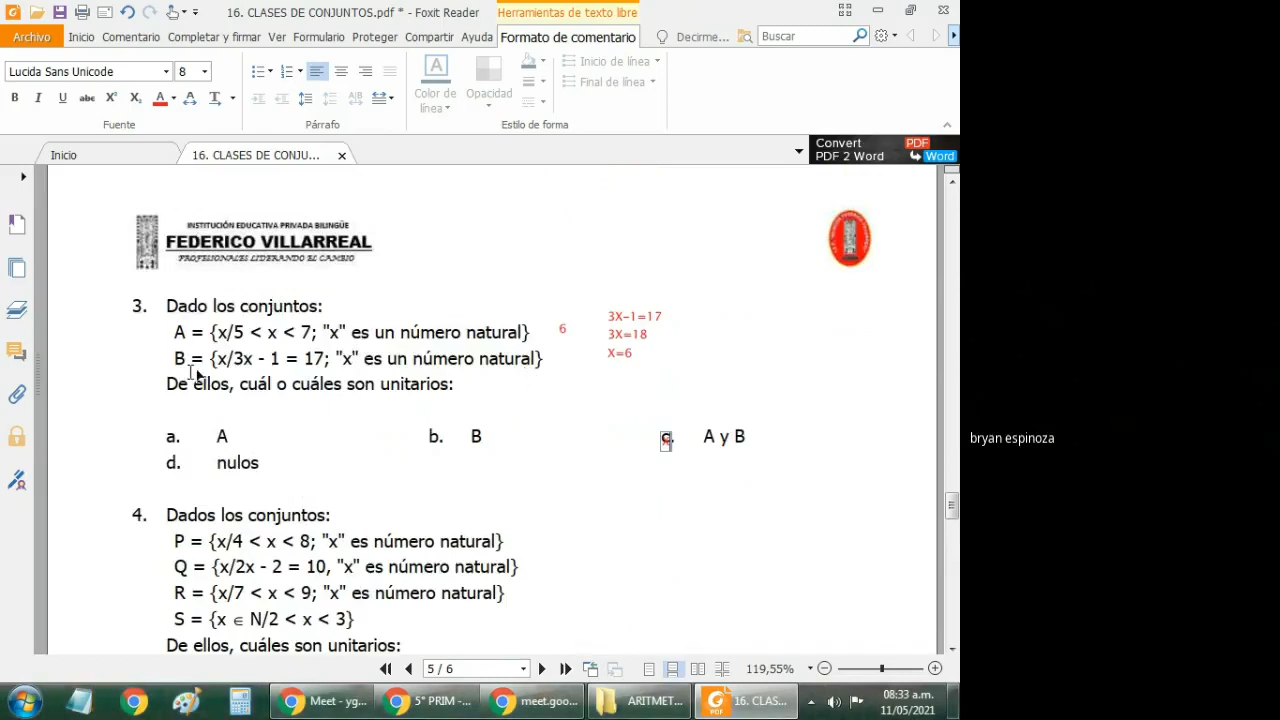 16. CLASES DE CONJUNTOS.pdf * - Foxit Reader
Herramientas de texto libre
Archivo Inicio Comentario Completar y firmar Ver Formulario Proteger Compartir Ayuda Formato de comentario Decirme... Buscar
Lucida Sans Unicode 8
Color de línea Opacidad
Inicio de línea
Final de línea
Fuente Párrafo Estilo de forma
Inicio 16. CLASES DE CONJU...
Convert PDF
PDF 2 Word Word
INSTITUCIÓN EDUCATIVA PRIVADA BILINGÜE
FEDERICO VILLARREAL
PROFESIONALES LIDERANDO EL CAMBIO
3. Dado los conjuntos:
A = {x/5 < x < 7; "x" es un número natural} 6
B = {x/3x - 1 = 17; "x" es un número natural}
3X-1=17
3X=18
X=6
De ellos, cuál o cuáles son unitarios:
a. A b. B c. A y B
d. nulos
4. Dados los conjuntos:
P = {x/4 < x < 8; "x" es número natural}
Q = {x/2x - 2 = 10, "x" es número natural}
R = {x/7 < x < 9; "x" es número natural}
S = {x ∈ N/2 < x < 3}
De ellos, cuáles son unitarios:
bryan espinoza
5 / 6 119,55%
Meet - yg... 5° PRIM -... meet.goo... ARITMET... 16. CLAS...
08:33 a.m.
11/05/2021